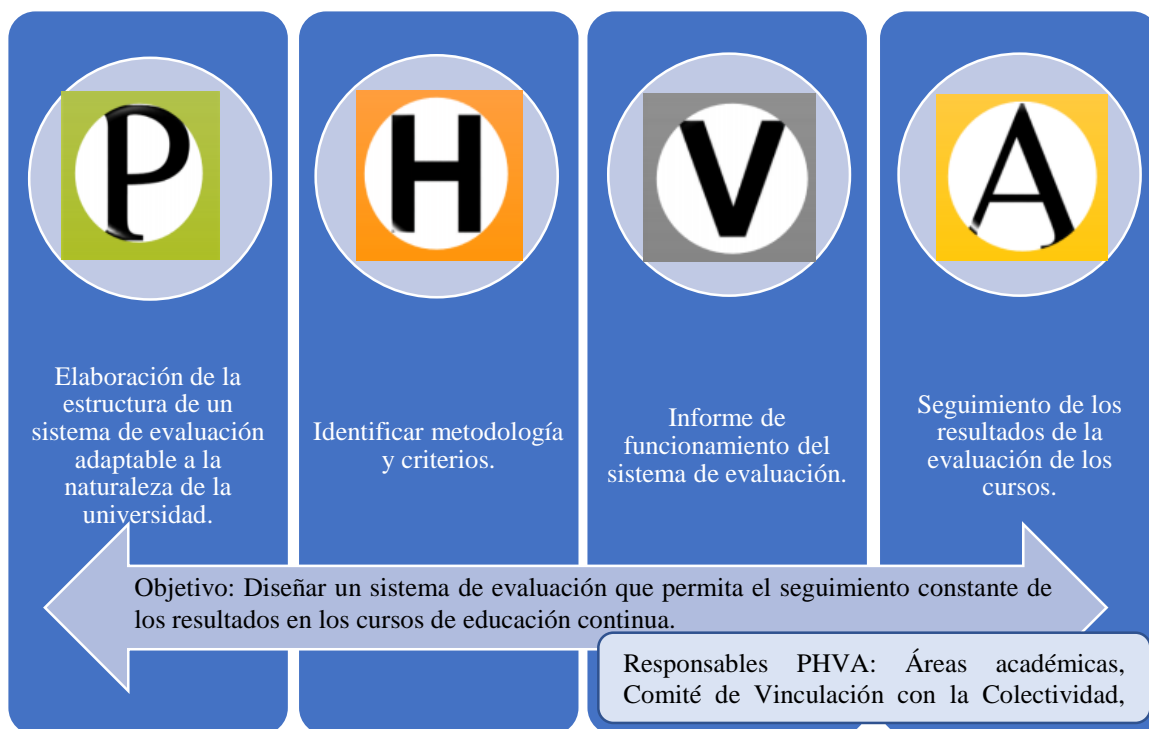 P
Elaboración de la
estructura de un
sistema de evaluación
adaptable a la
naturaleza de la
universidad.
H
Identificar metodología
y criterios.
V
Informe de
funcionamiento del
sistema de evaluación.
A
Seguimiento de los
resultados de la
evaluación de los
cursos.
Objetivo: Diseñar un sistema de evaluación que permita el seguimiento constante de
los resultados en los cursos de educación continua.
Responsables PHVA: Áreas académicas,
Comité de Vinculación con la Colectividad,